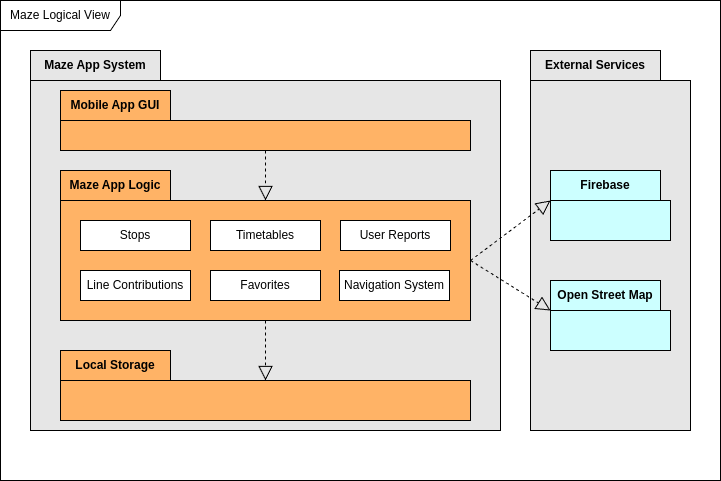 Maze Logical View
Maze App System
External Services
Mobile App GUI
Maze App Logic
Stops
Timetables
User Reports
Line Contributions
Favorites
Navigation System
Local Storage
Firebase
Open Street Map